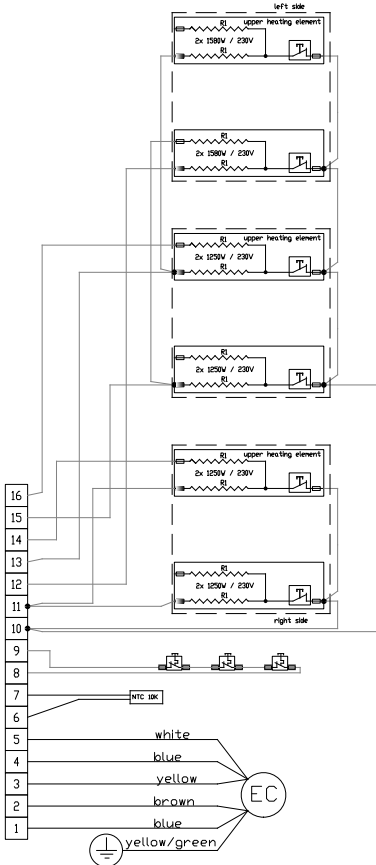 left side
R1 upper heating element
2x 1580W / 230V
R1
R1
2x 1580W / 230V
R1
R1 upper heating element
2x 1250W / 230V
R1
R1
2x 1250W / 230V
R1
R1 upper heating element
2x 1250W / 230V
R1
R1
2x 1250W / 230V
R1
right side
16
15
14
13
12
11
10
9
8
7
NTC 10K
6
5 white
4 blue
3 yellow
EC
2 brown
1 blue
yellow/green